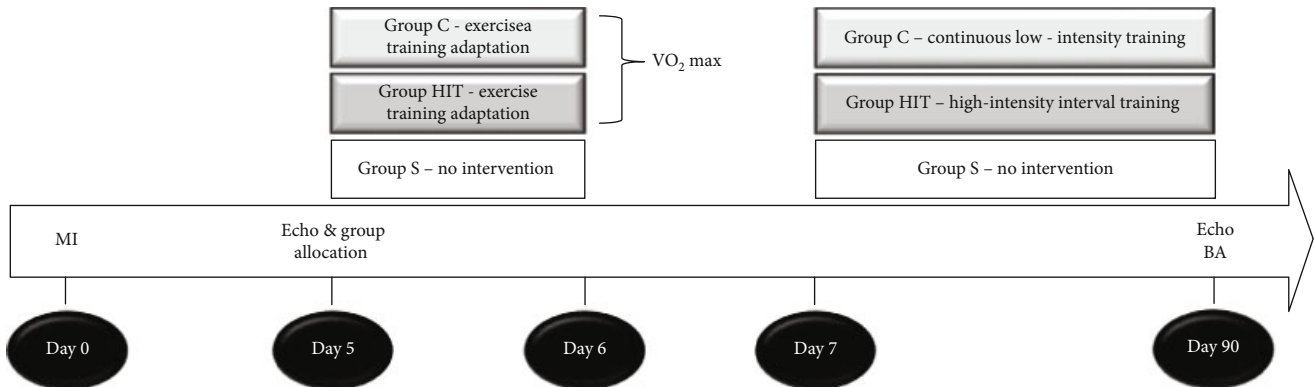 Group C - exercisea
training adaptation
Group HIT - exercise
training adaptation
VO₂ max
Group S – no intervention
Group C – continuous low - intensity training
Group HIT – high-intensity interval training
Group S – no intervention
MI
Echo & group
allocation
Echo
BA
Day 0
Day 5
Day 6
Day 7
Day 90